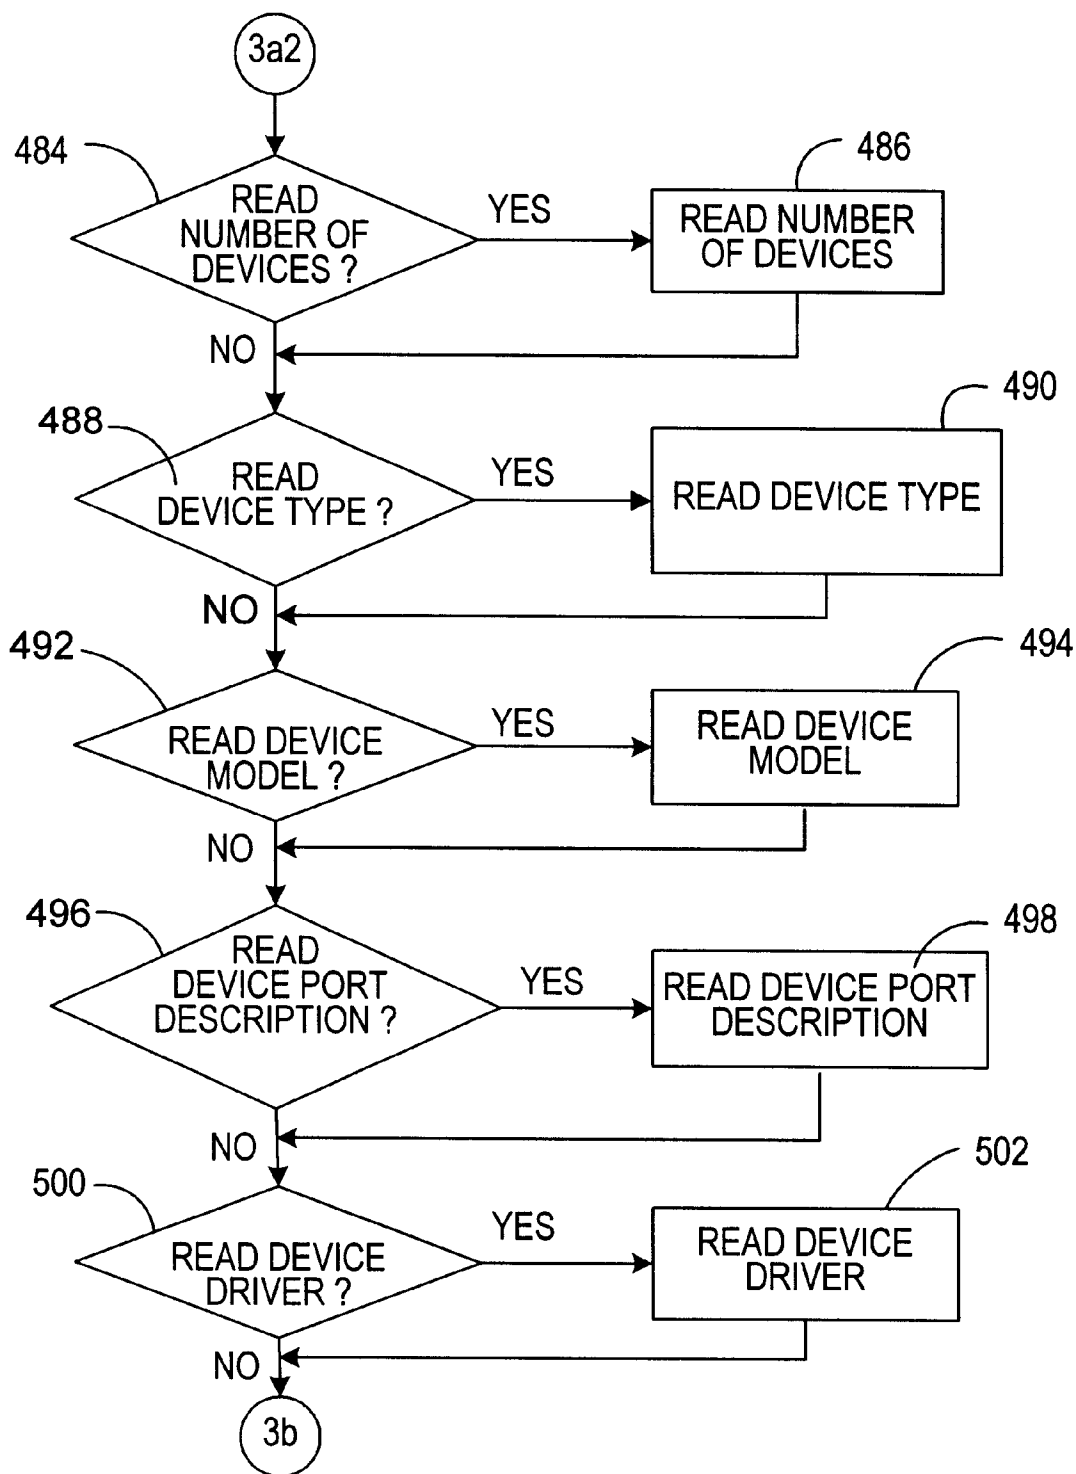 3a2
484
READ
NUMBER OF
DEVICES ?
YES
486
READ NUMBER
OF DEVICES
NO
488
READ
DEVICE TYPE ?
YES
490
READ DEVICE TYPE
NO
492
READ DEVICE
MODEL ?
YES
494
READ DEVICE
MODEL
NO
496
READ
DEVICE PORT
DESCRIPTION ?
YES
498
READ DEVICE PORT
DESCRIPTION
NO
500
READ DEVICE
DRIVER ?
YES
502
READ DEVICE
DRIVER
NO
3b